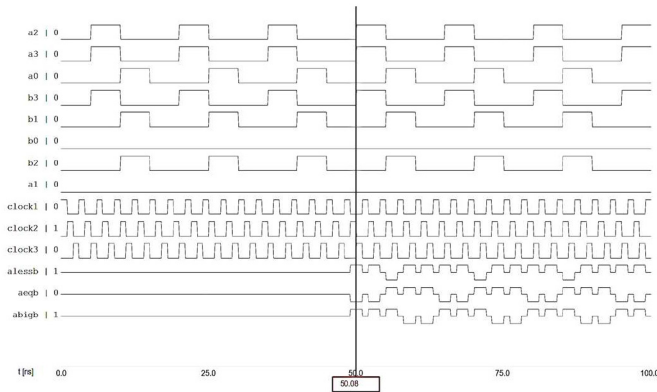 a2 | 0
a3 | 0
a0 | 0
b3 | 0
b1 | 0
b0 | 0
b2 | 0
a1 | 0
clock1 | 0
clock2 | 1
clock3 | 0
alessb | 1
aeqb | 0
abigb | 1
t [ns] 0.0 25.0 50.0 75.0 100.0
50.08